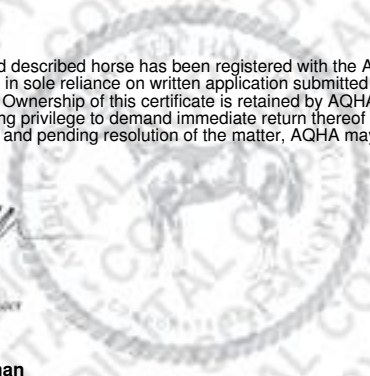 d described horse has been registered with the A
in sole reliance on written application submitted
Ownership of this certificate is retained by AQHA
ng privilege to demand immediate return thereof
and pending resolution of the matter, AQHA may
DIGITAL COPY
nan